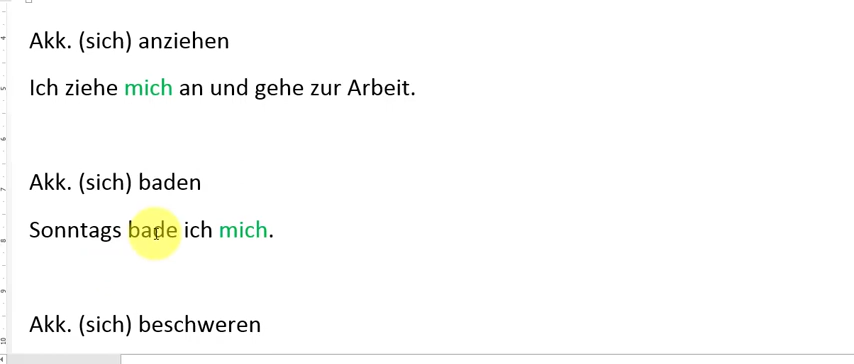 Akk. (sich) anziehen
Ich ziehe mich an und gehe zur Arbeit.
Akk. (sich) baden
Sonntags bade ich mich.
Akk. (sich) beschweren